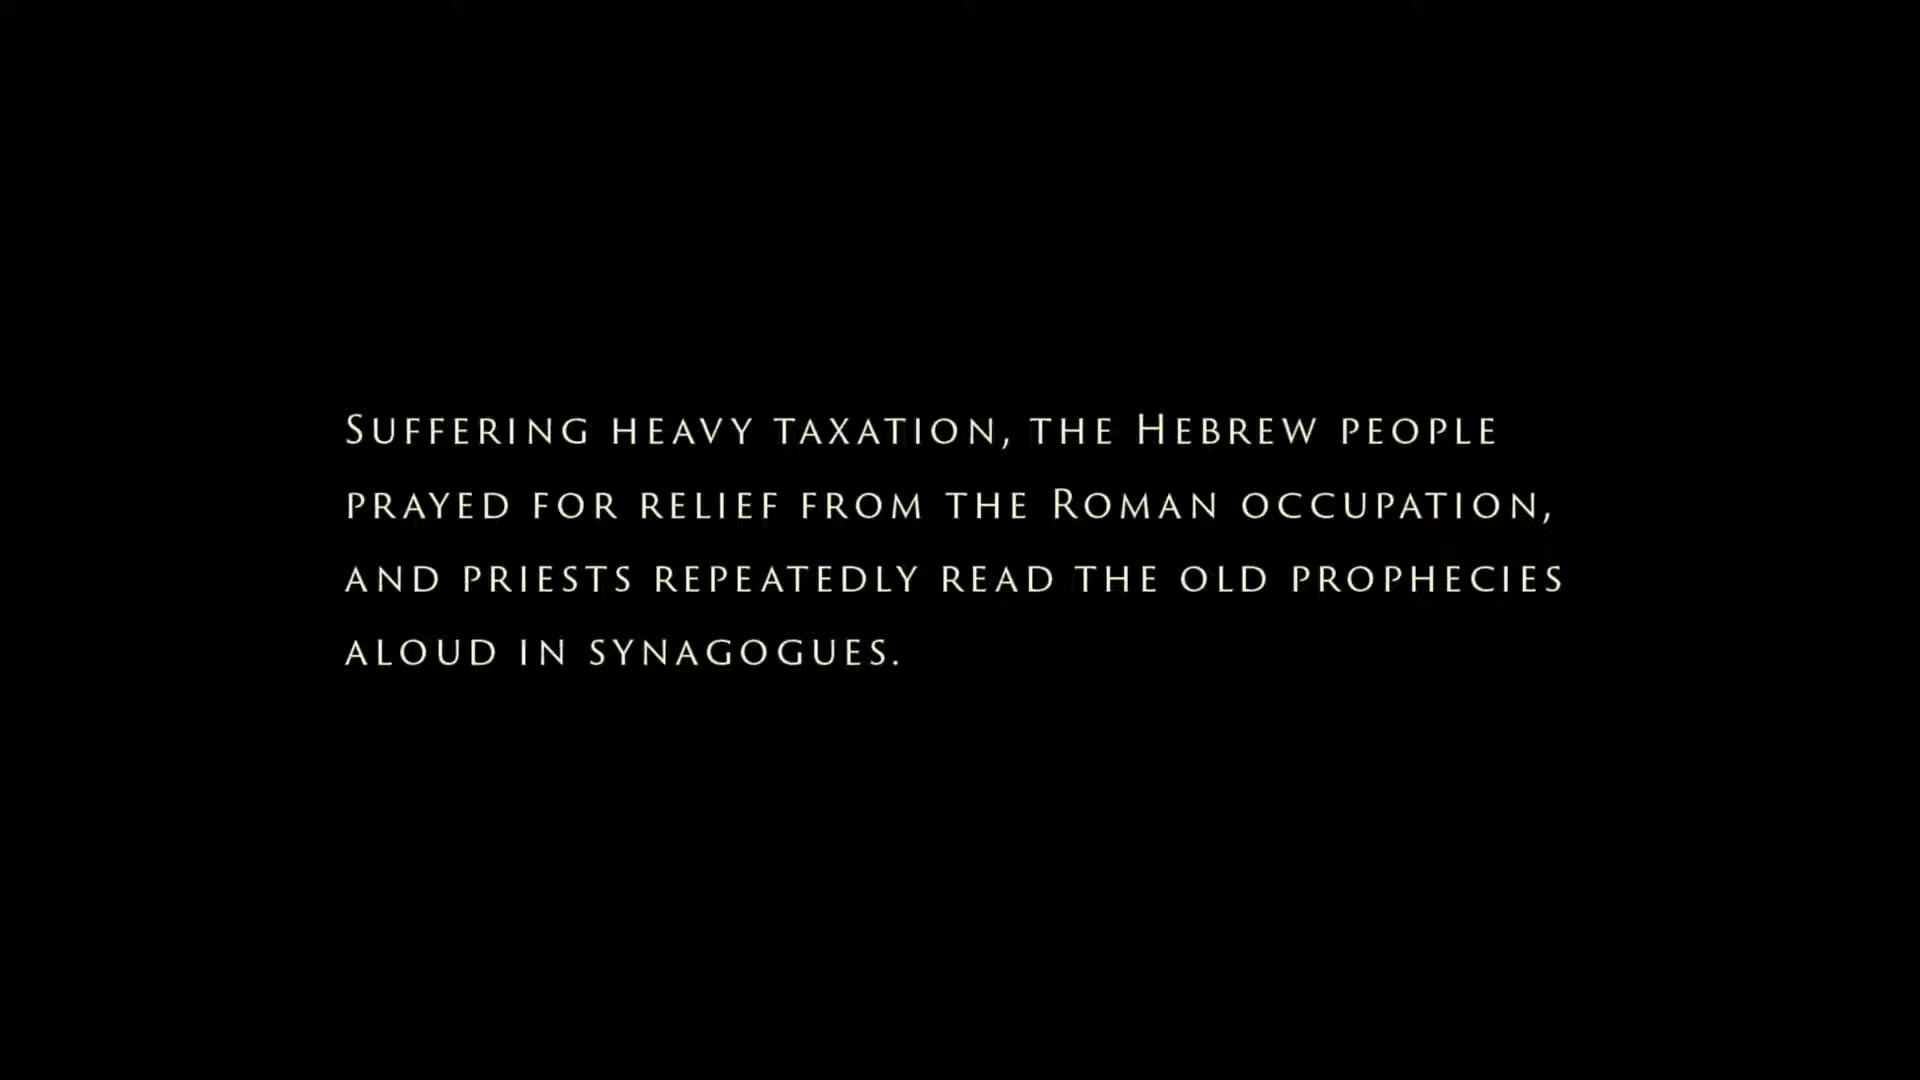 Suffering heavy taxation, the Hebrew people
prayed for relief from the Roman occupation,
and priests repeatedly read the old prophecies
aloud in synagogues.